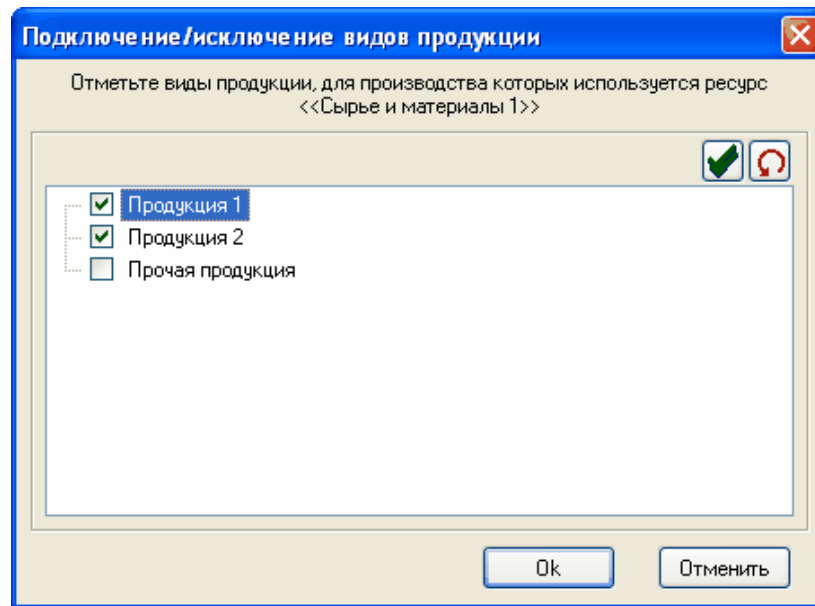 Подключение/исключение видов продукции
Отметьте виды продукции, для производства которых используется ресурс
<<Сырье и материалы 1>>
Продукция 1
Продукция 2
Прочая продукция
Ok
Отменить